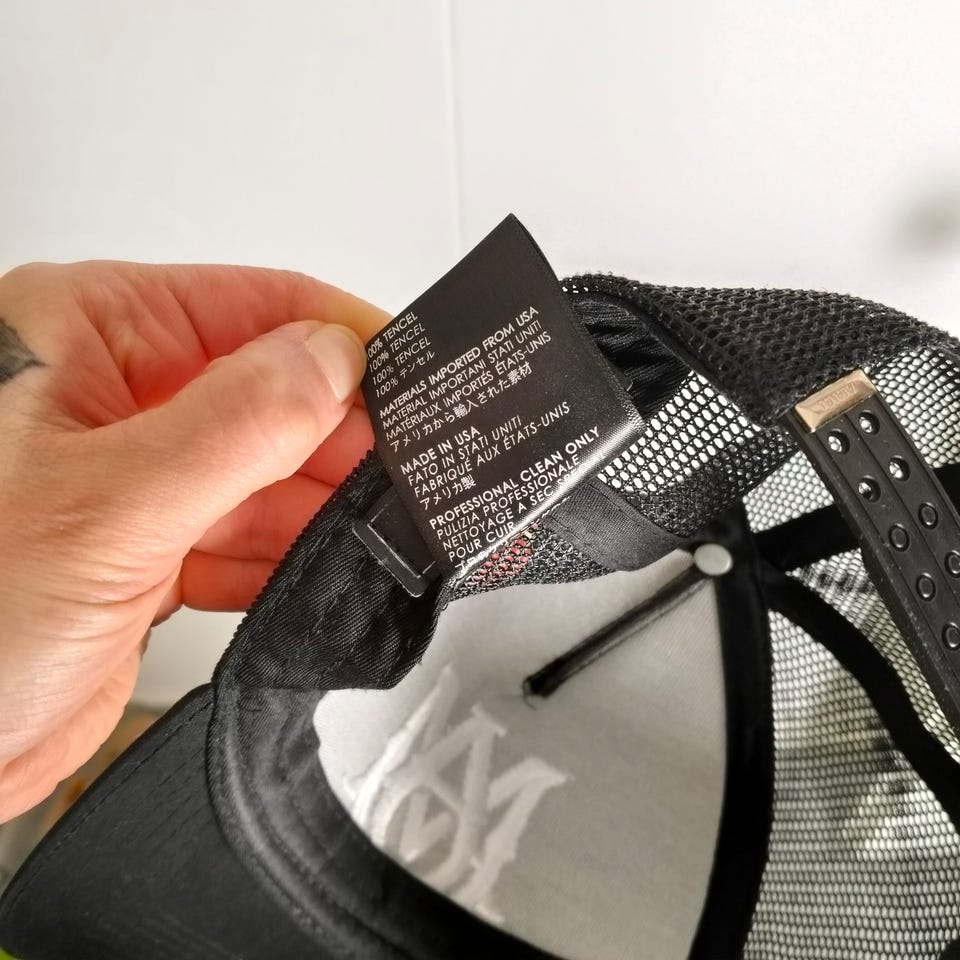 00% TENCEL
100% TENCEL
100% TENCEL
100% テンセル
MATERIALS IMPORTED FROM USA
MATERIAL IMPORTANI STATI UNITI
MATÉRIAUX IMPORTÉS ÉTATS-UNIS
アメリカから輸入された素材
MADE IN USA
FATO IN STATI UNITI
FABRIQUÉ AUX ÉTATS-UNIS
アメリカ製
PROFESSIONAL CLEAN ONLY
PULIZIA PROFESSIONALE
NETTOYAGE A SEC
POUR CUIR